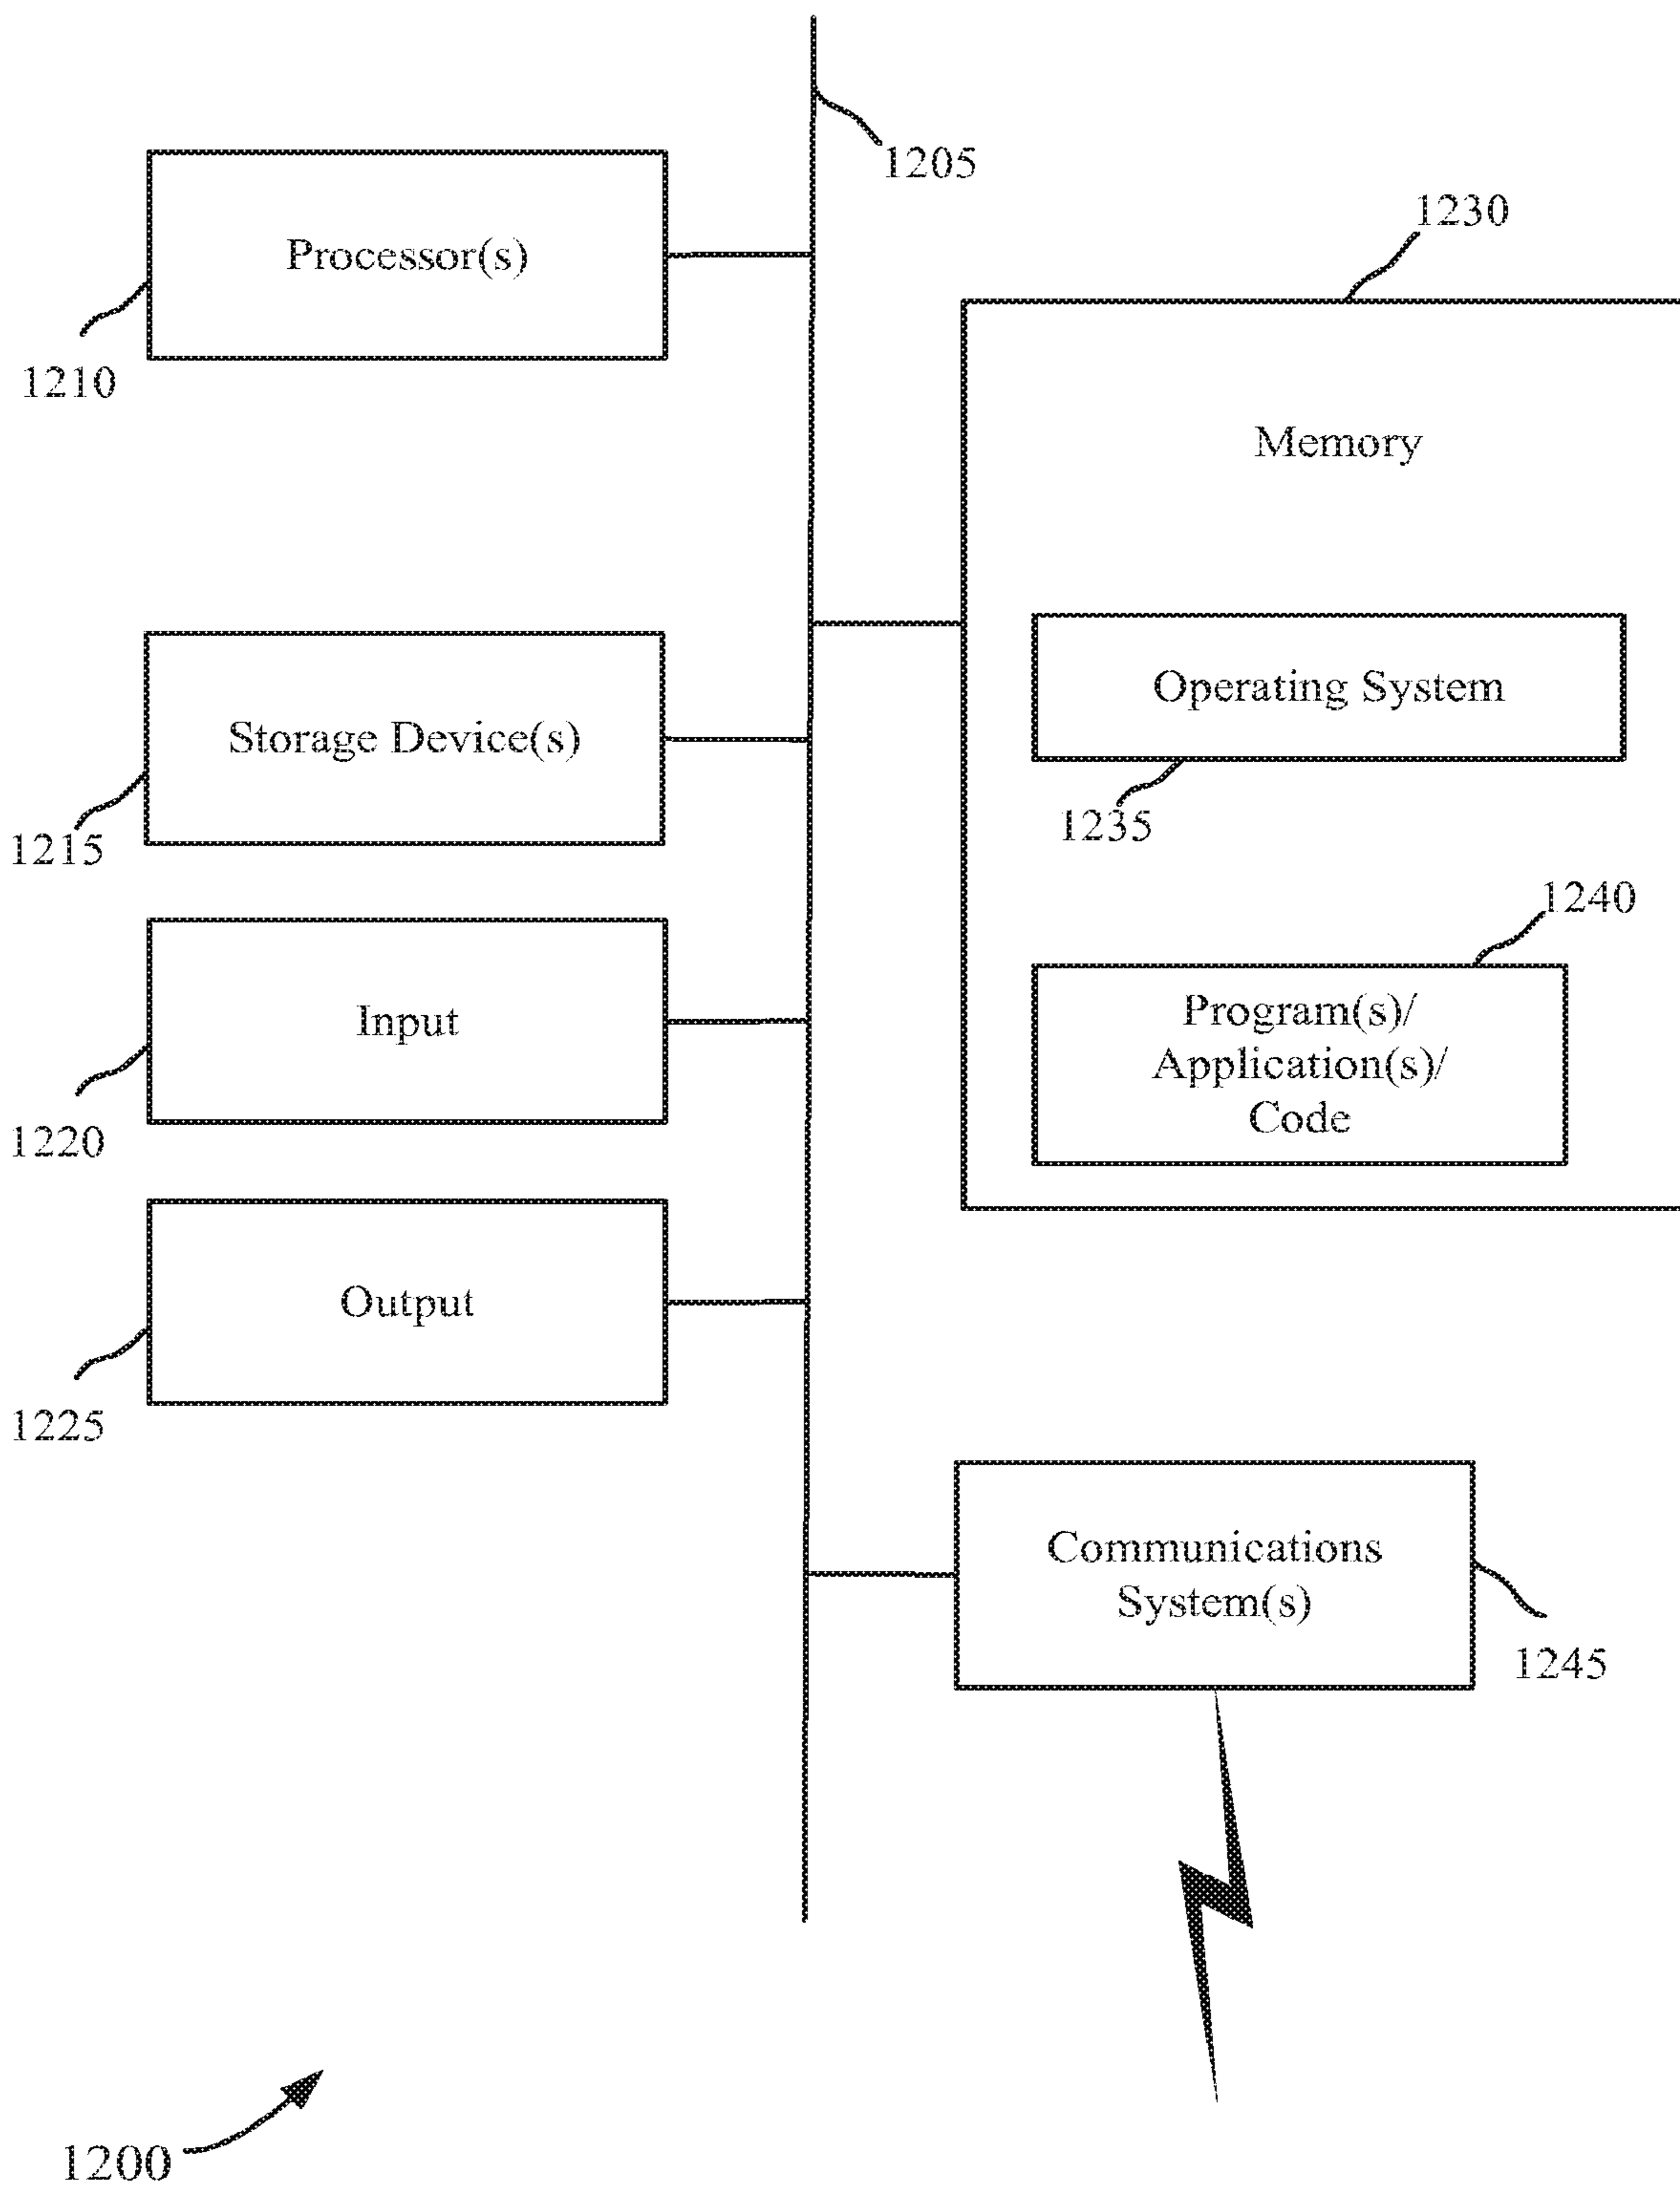 1205
1230
Processor(s)
1210
Memory
Operating System
Storage Device(s)
1235
1215
1240
Program(s)/
Application(s)/
Code
Input
1220
Output
1225
Communications
System(s)
1245
1200